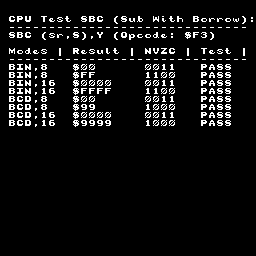 CPU Test SBC (Sub With Borrow):
--------------------------------
SBC (sr,S),Y (Opcode: $F3)
Modes | Result | NVZC | Test |
--------------------------------
BIN,8 $00 0011 PASS
BIN,8 $FF 1100 PASS
BIN,16 $0000 0011 PASS
BIN,16 $FFFF 1100 PASS
BCD,8 $00 0011 PASS
BCD,8 $99 1000 PASS
BCD,16 $0000 0011 PASS
BCD,16 $9999 1000 PASS